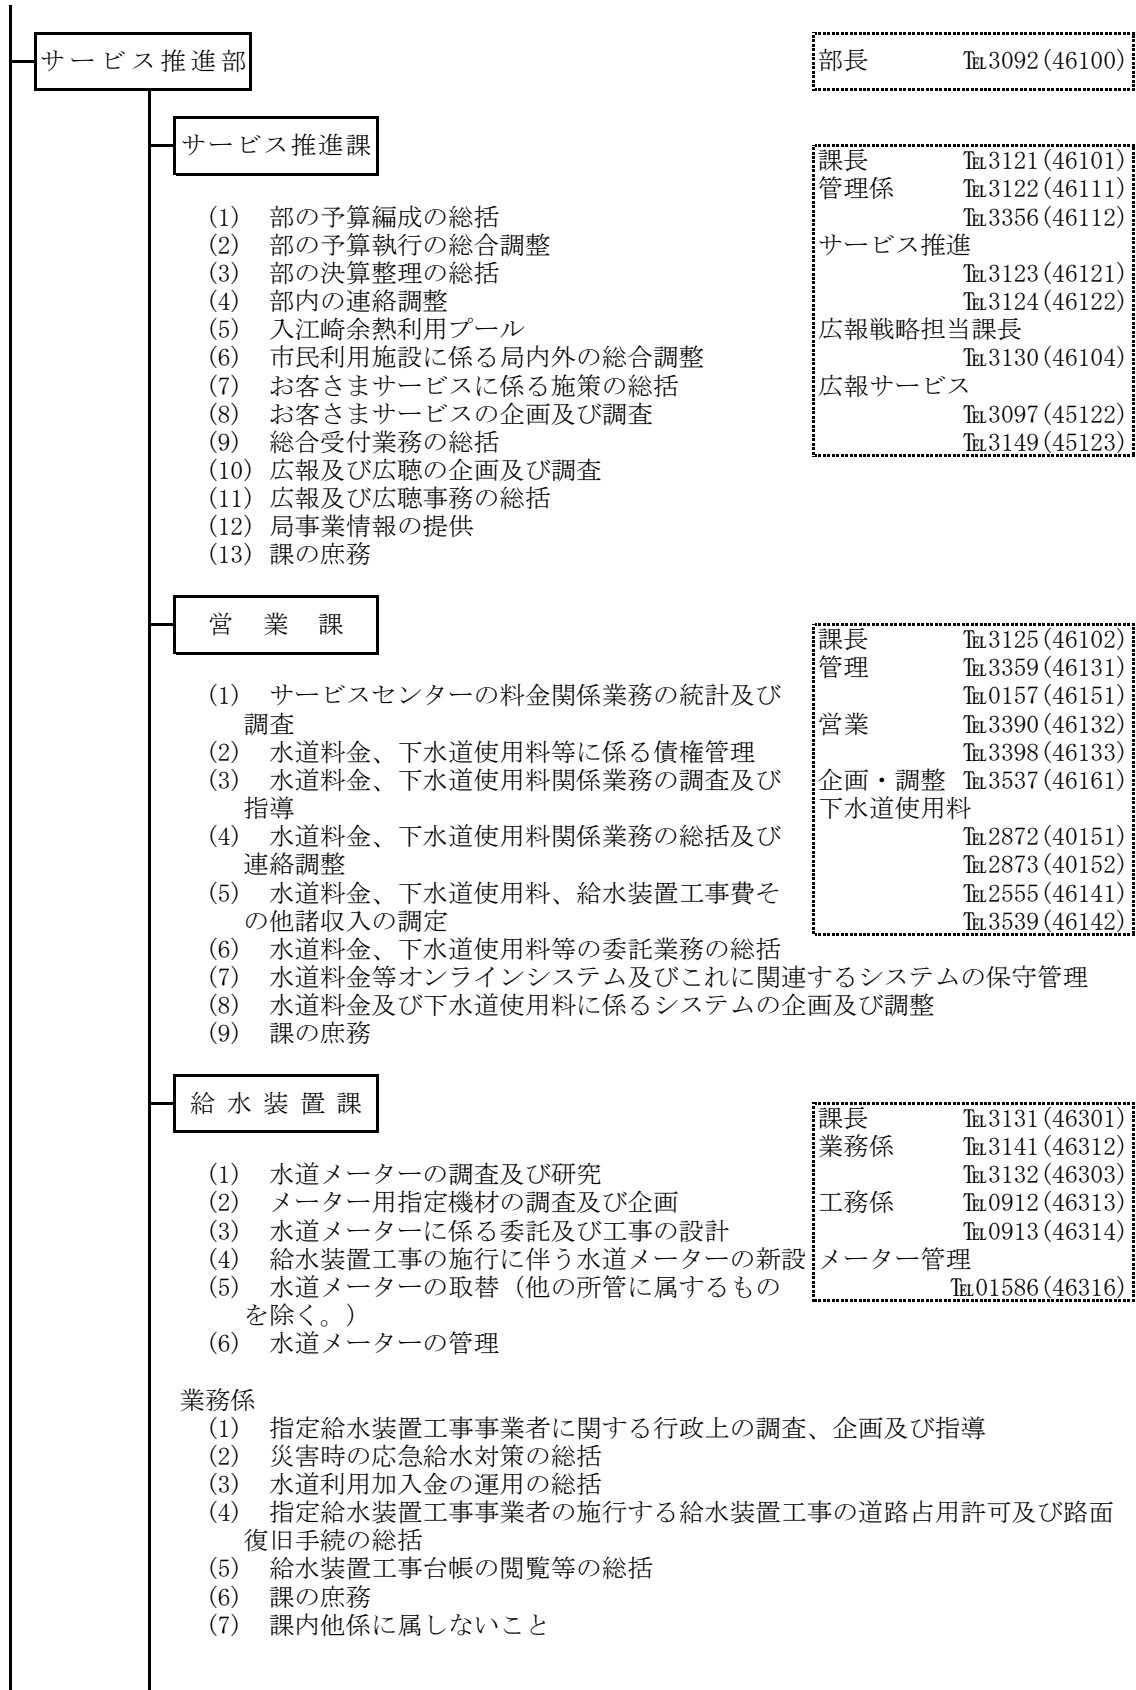 サービス推進部
部長 ℡3092(46100)
サービス推進課
課長 ℡3121(46101)
管理係 ℡3122(46111)
℡3356(46112)
サービス推進
℡3123(46121)
℡3124(46122)
広報戦略担当課長
℡3130(46104)
広報サービス
℡3097(45122)
℡3149(45123)
(1) 部の予算編成の総括
(2) 部の予算執行の総合調整
(3) 部の決算整理の総括
(4) 部内の連絡調整
(5) 入江崎余熱利用プール
(6) 市民利用施設に係る局内外の総合調整
(7) お客さまサービスに係る施策の総括
(8) お客さまサービスの企画及び調査
(9) 総合受付業務の総括
(10) 広報及び広聴の企画及び調査
(11) 広報及び広聴事務の総括
(12) 局事業情報の提供
(13) 課の庶務
営業課
課長 ℡3125(46102)
管理 ℡3359(46131)
℡0157(46151)
営業 ℡3390(46132)
℡3398(46133)
企画・調整 ℡3537(46161)
下水道使用料
℡2872(40151)
℡2873(40152)
℡2555(46141)
℡3539(46142)
(1) サービスセンターの料金関係業務の統計及び
調査
(2) 水道料金、下水道使用料等に係る債権管理
(3) 水道料金、下水道使用料関係業務の調査及び
指導
(4) 水道料金、下水道使用料関係業務の総括及び
連絡調整
(5) 水道料金、下水道使用料、給水装置工事費そ
の他諸収入の調定
(6) 水道料金、下水道使用料等の委託業務の総括
(7) 水道料金等オンラインシステム及びこれに関連するシステムの保守管理
(8) 水道料金及び下水道使用料に係るシステムの企画及び調整
(9) 課の庶務
給水装置課
課長 ℡3131(46301)
業務係 ℡3141(46312)
℡3132(46303)
工務係 ℡0912(46313)
℡0913(46314)
メーター管理
℡01586(46316)
(1) 水道メーターの調査及び研究
(2) メーター用指定機材の調査及び企画
(3) 水道メーターに係る委託及び工事の設計
(4) 給水装置工事の施行に伴う水道メーターの新設
(5) 水道メーターの取替（他の所管に属するもの
を除く。）
(6) 水道メーターの管理
業務係
(1) 指定給水装置工事事業者に関する行政上の調査、企画及び指導
(2) 災害時の応急給水対策の総括
(3) 水道利用加入金の運用の総括
(4) 指定給水装置工事事業者の施行する給水装置工事の道路占用許可及び路面
復旧手続の総括
(5) 給水装置工事台帳の閲覧等の総括
(6) 課の庶務
(7) 課内他係に属しないこと